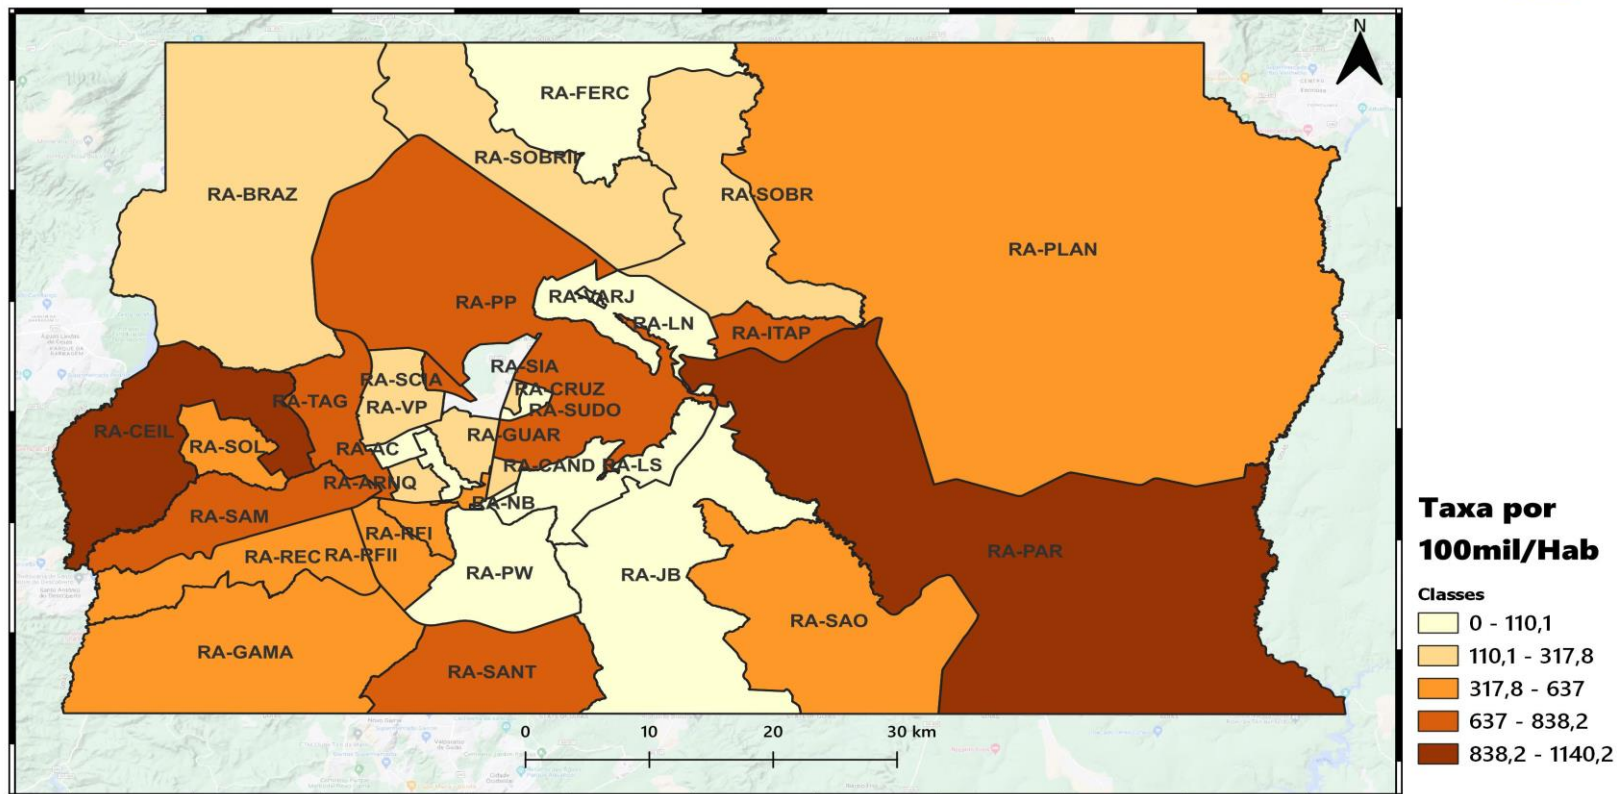 N
RA-FERC
RA-SOBRII
RA-BRAZ
RA-SOBR
RA-PLAN
RA-PP
RA-VARJ
RA-LN
RA-ITAP
RA-SIA
RA-SCIA
RA-CRUZ
RA-TAG
RA-VP
RA-SUDO
RA-CEIL
RA-SOL
RA-AC
RA-GUAR
RA-CAND
RA-LS
RA-ARNQ
RA-NB
RA-SAM
RA-RFI
RA-REC
RA-RFII
RA-PW
RA-JB
RA-PAR
RA-SAO
RA-GAMA
RA-SANT
0 10 20 30 km
Taxa por
100mil/Hab
Classes
0 - 110,1
110,1 - 317,8
317,8 - 637
637 - 838,2
838,2 - 1140,2